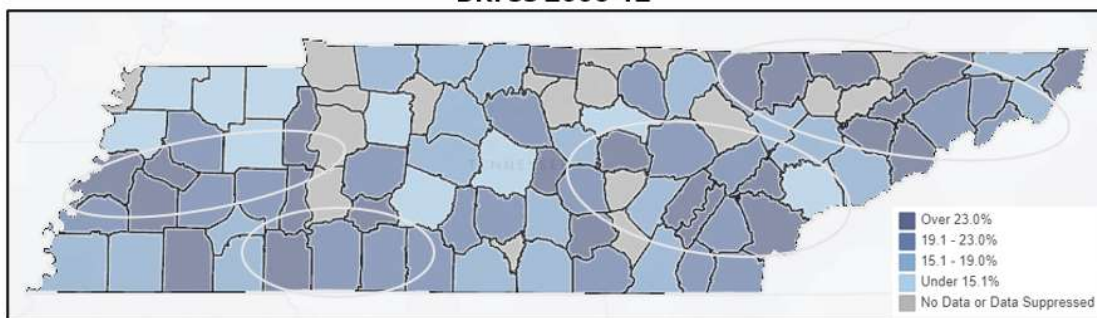 TENNESSEE
Over 23.0%
19.1 - 23.0%
15.1 - 19.0%
Under 15.1%
No Data or Data Suppressed